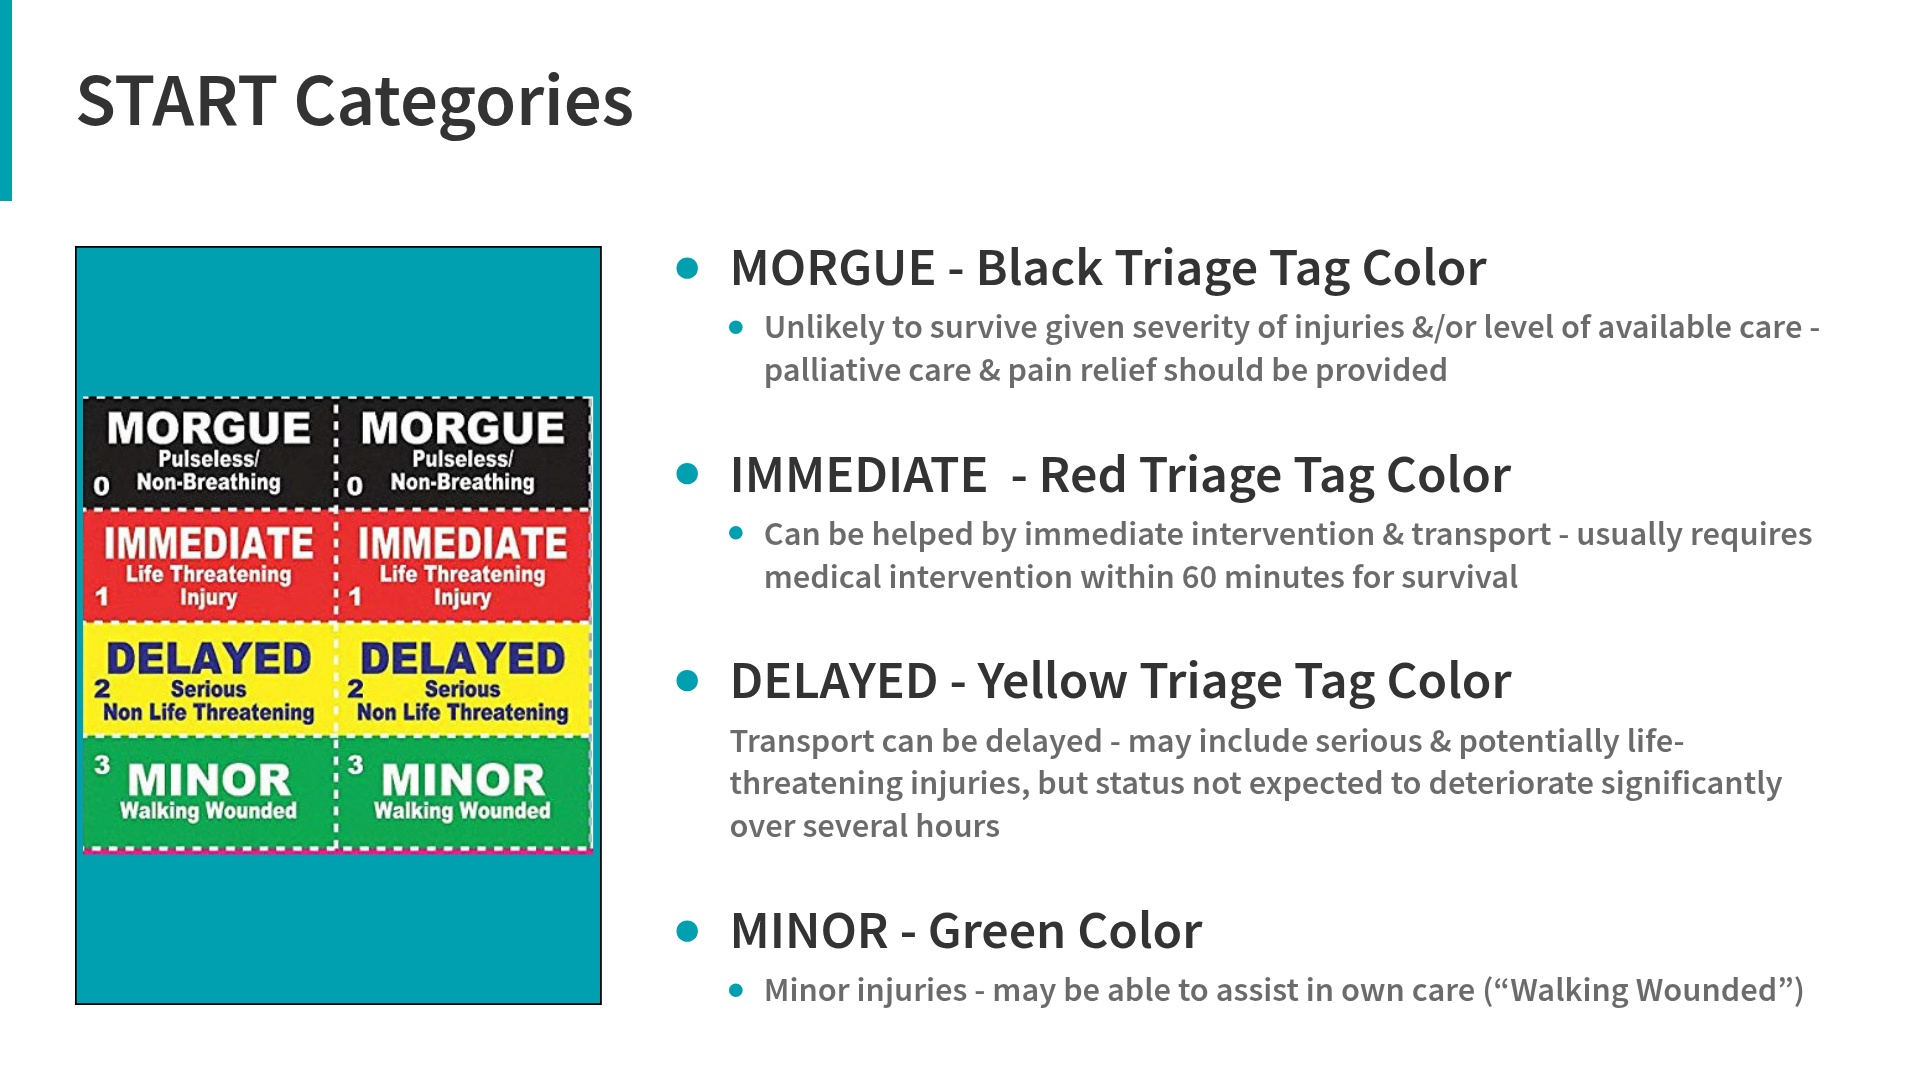 START Categories
MORGUE MORGUE
Pulseless/ Pulseless/
0 Non-Breathing 0 Non-Breathing
IMMEDIATE IMMEDIATE
Life Threatening Life Threatening
1 Injury 1 Injury
DELAYED DELAYED
2 Serious 2 Serious
Non Life Threatening Non Life Threatening
3 MINOR 3 MINOR
Walking Wounded Walking Wounded
• MORGUE - Black Triage Tag Color
• Unlikely to survive given severity of injuries &/or level of available care -
palliative care & pain relief should be provided
• IMMEDIATE  - Red Triage Tag Color
• Can be helped by immediate intervention & transport - usually requires
medical intervention within 60 minutes for survival
• DELAYED - Yellow Triage Tag Color
Transport can be delayed - may include serious & potentially life-
threatening injuries, but status not expected to deteriorate significantly
over several hours
• MINOR - Green Color
• Minor injuries - may be able to assist in own care (“Walking Wounded”)